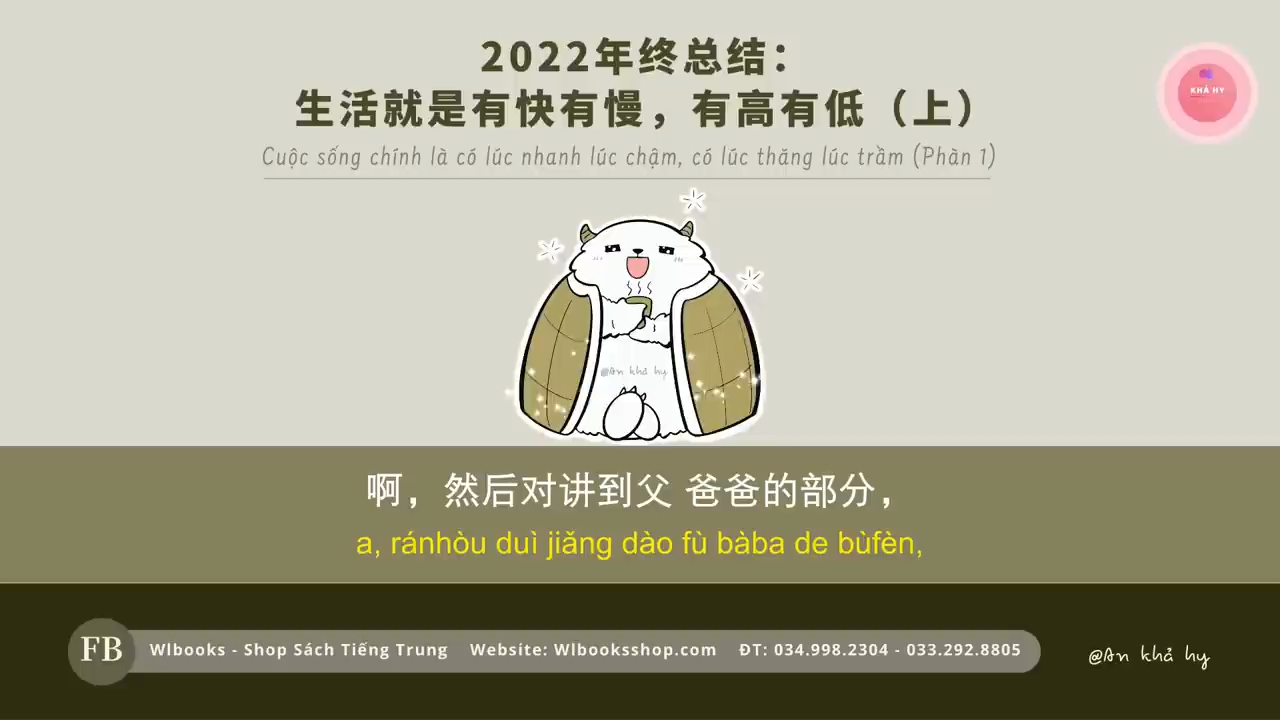 2022年终总结：
生活就是有快有慢，有高有低（上）
Cuộc sống chính là có lúc nhanh lúc chậm, có lúc thăng lúc trầm (Phần 1)
KHẢ HY
@An khả hy
啊，然后对讲到父 爸爸的部分，
a, ránhòu duì jiǎng dào fù bàba de bùfèn,
FB Wlbooks - Shop Sách Tiếng Trung Website: Wlbooksshop.com ĐT: 034.998.2304 - 033.292.8805
@An khả hy